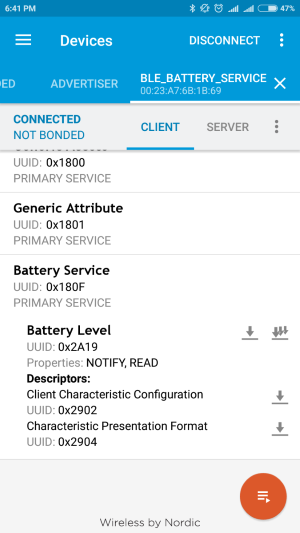 6:41 PM
47%
Devices
DISCONNECT
DED
ADVERTISER
BLE_BATTERY_SERVICE
00:23:A7:6B:1B:69
CONNECTED
NOT BONDED
CLIENT
SERVER
UUID: 0x1800
PRIMARY SERVICE
Generic Attribute
UUID: 0x1801
PRIMARY SERVICE
Battery Service
UUID: 0x180F
PRIMARY SERVICE
Battery Level
UUID: 0x2A19
Properties: NOTIFY, READ
Descriptors:
Client Characteristic Configuration
UUID: 0x2902
Characteristic Presentation Format
UUID: 0x2904
Wireless by Nordic